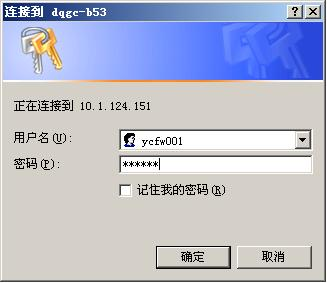 连接到 dqgc-b53
正在连接到 10.1.124.151
用户名(U):
ycfw001
密码(P):
******
记住我的密码(R)
确定
取消